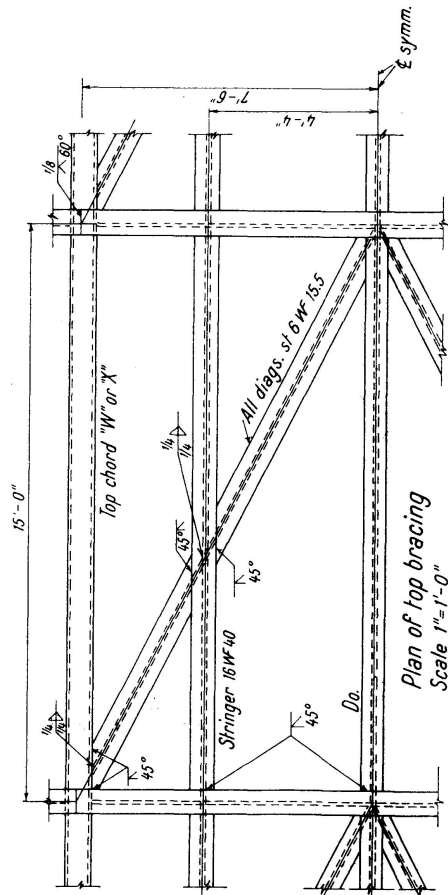 15'-0"
1/8
60°
7'-6"
4'-4"
℄ symm.
Top chord "W" or "X"
1/4
1/4
45°
1/4
1/4
45°
45°
All diags. st 6 WF 15.5
Stringer 16 WF 40
45°
Do.
Plan of top bracing
Scale 1"=1'-0"